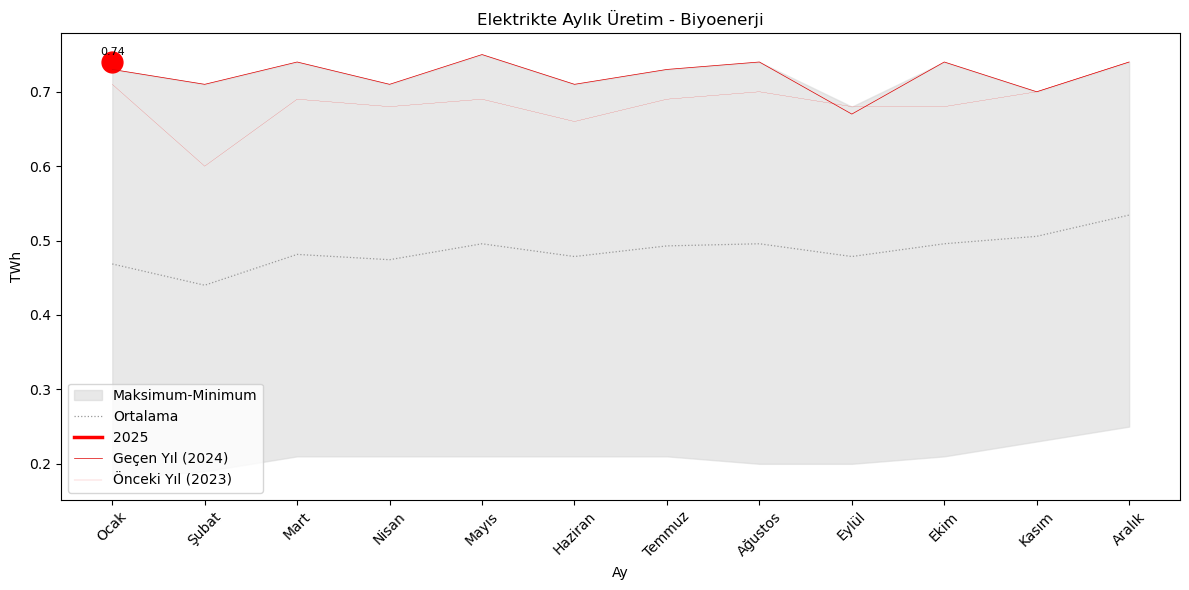 Elektrikte Aylık Üretim - Biyoenerji
0.74
TWh
0.7
0.6
0.5
0.4
0.3
0.2
Maksimum-Minimum
Ortalama
2025
Geçen Yıl (2024)
Önceki Yıl (2023)
Ocak
Şubat
Mart
Nisan
Mayıs
Haziran
Temmuz
Ağustos
Eylül
Ekim
Kasım
Aralık
Ay